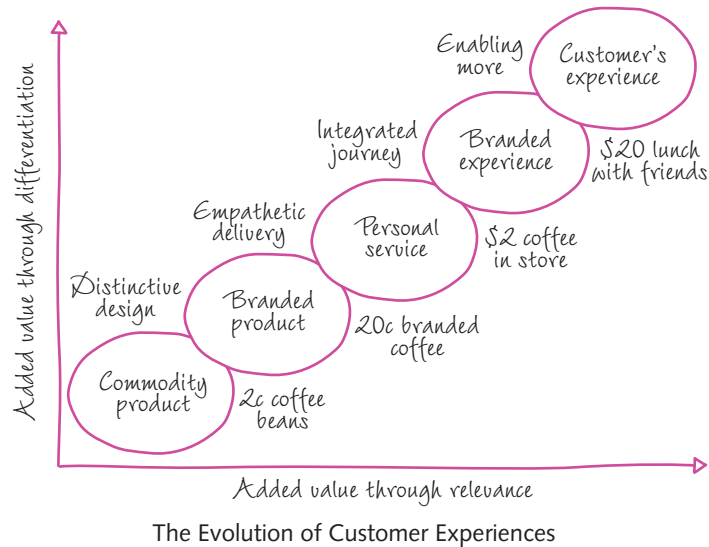 Enabling
more
Customer's
experience
Integrated
journey
Branded
experience
$20 lunch
with friends
Empathetic
delivery
Personal
service
$2 coffee
in store
Distinctive
design
Branded
product
20c branded
coffee
Commodity
product
2c coffee
beans
Added value through differentiation
Added value through relevance
The Evolution of Customer Experiences